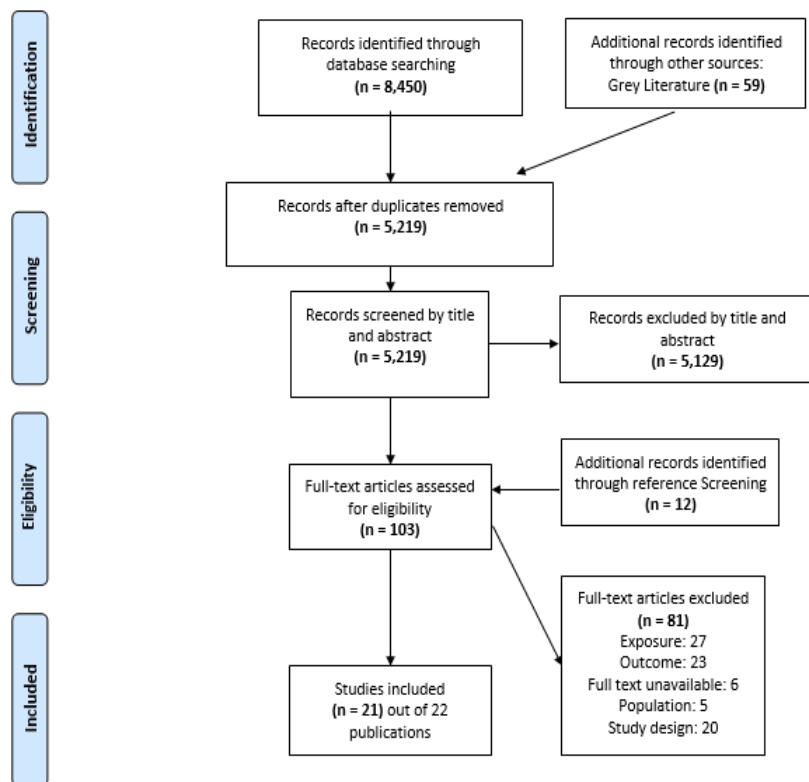 Identification
Records identified through
database searching
(n = 8,450)
Additional records identified
through other sources:
Grey Literature (n = 59)
Records after duplicates removed
(n = 5,219)
Screening
Records screened by title
and abstract
(n = 5,219)
Records excluded by title and
abstract
(n = 5,129)
Eligibility
Full-text articles assessed
for eligibility
(n = 103)
Additional records identified
through reference Screening
(n = 12)
Full-text articles excluded
(n = 81)
Exposure: 27
Outcome: 23
Full text unavailable: 6
Population: 5
Study design: 20
Included
Studies included
(n = 21) out of 22
publications